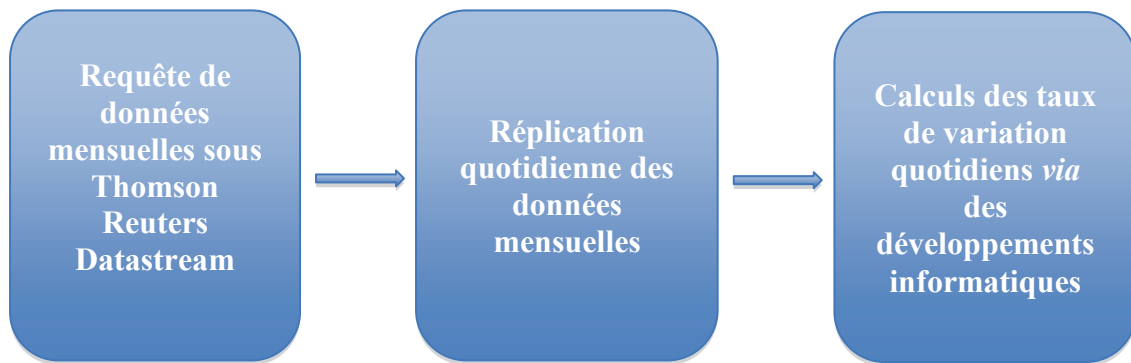 Requête de
données
mensuelles sous
Thomson
Reuters
Datastream
Réplication
quotidienne des
données
mensuelles
Calculs des taux
de variation
quotidiens via
des
développements
informatiques